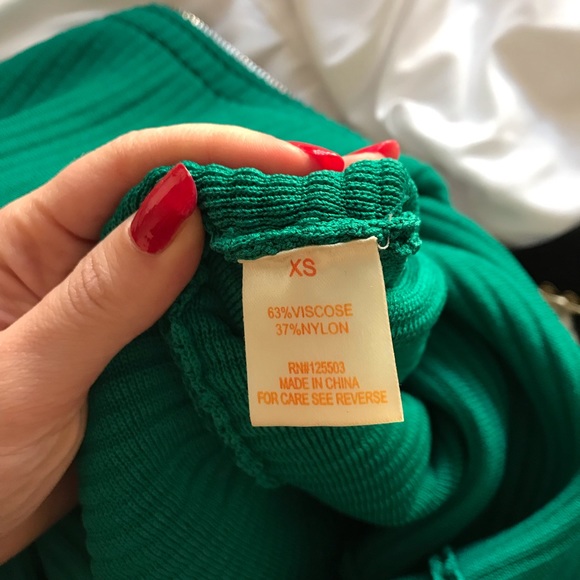 XS
63%VISCOSE
37%NYLON
RN#125503
MADE IN CHINA
FOR CARE SEE REVERSE